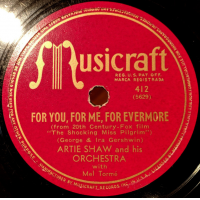 Musicraft
REG. U.S. PAT. OFF.
MARCA REGISTRADA
412
(5629)
FOR YOU, FOR ME, FOR EVERMORE
(From 20th Century-Fox film
"The Shocking Miss Pilgrim")
(George & Ira Gershwin)
ARTIE SHAW and his
ORCHESTRA
with
Mel Torme